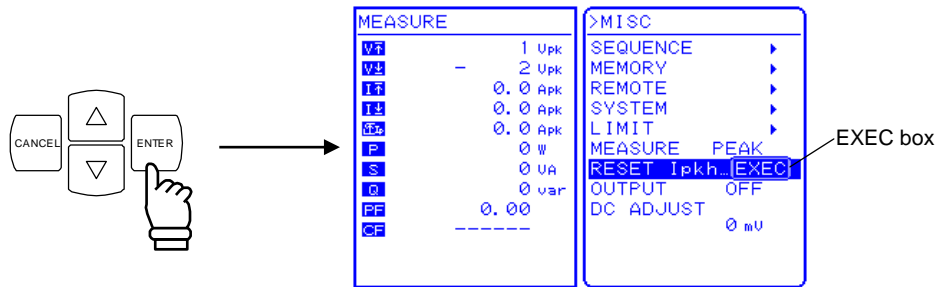 CANCEL
ENTER
MEASURE
V↑ 1 Vpk
V↓ - 2 Vpk
I↑ 0.0 Apk
I↓ 0.0 Apk
0.0 Apk
P 0 W
S 0 VA
Q 0 var
PF 0.00
CF ------
>MISC
SEQUENCE
MEMORY
REMOTE
SYSTEM
LIMIT
MEASURE PEAK
RESET Ipkh…EXEC
OUTPUT OFF
DC ADJUST
0 mV
EXEC box